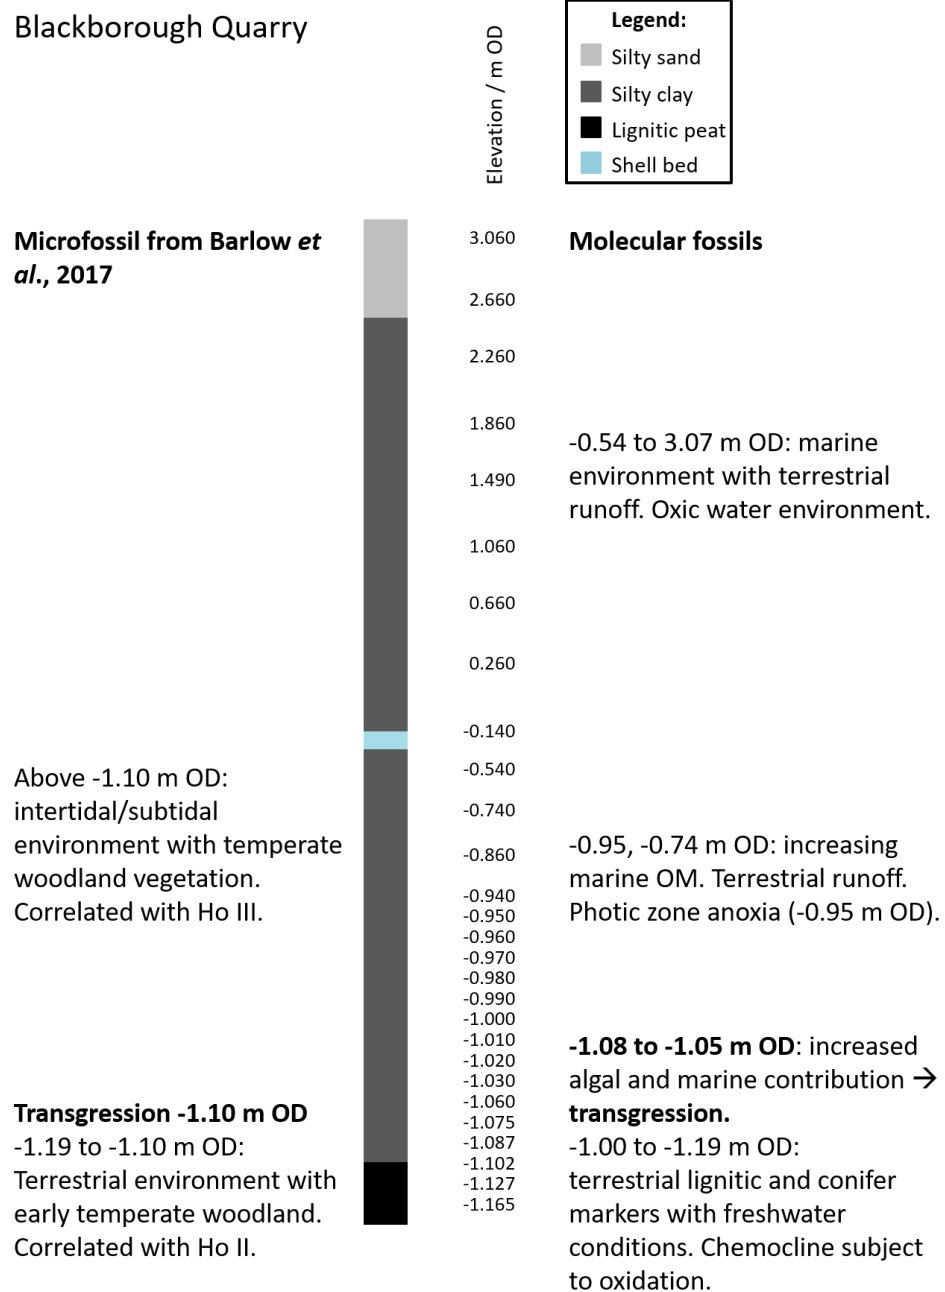 Blackborough Quarry
Elevation / m OD
Legend:
Silty sand
Silty clay
Lignitic peat
Shell bed
Microfossil from Barlow et
al., 2017
Above -1.10 m OD:
intertidal/subtidal
environment with temperate
woodland vegetation.
Correlated with Ho III.
Transgression -1.10 m OD
-1.19 to -1.10 m OD:
Terrestrial environment with
early temperate woodland.
Correlated with Ho II.
3.060
2.660
2.260
1.860
1.490
1.060
0.660
0.260
-0.140
-0.540
-0.740
-0.860
-0.940
-0.950
-0.960
-0.970
-0.980
-0.990
-1.000
-1.010
-1.020
-1.030
-1.060
-1.075
-1.087
-1.102
-1.127
-1.165
Molecular fossils
-0.54 to 3.07 m OD: marine
environment with terrestrial
runoff. Oxic water environment.
-0.95, -0.74 m OD: increasing
marine OM. Terrestrial runoff.
Photic zone anoxia (-0.95 m OD).
-1.08 to -1.05 m OD: increased
algal and marine contribution →
transgression.
-1.00 to -1.19 m OD:
terrestrial lignitic and conifer
markers with freshwater
conditions. Chemocline subject
to oxidation.